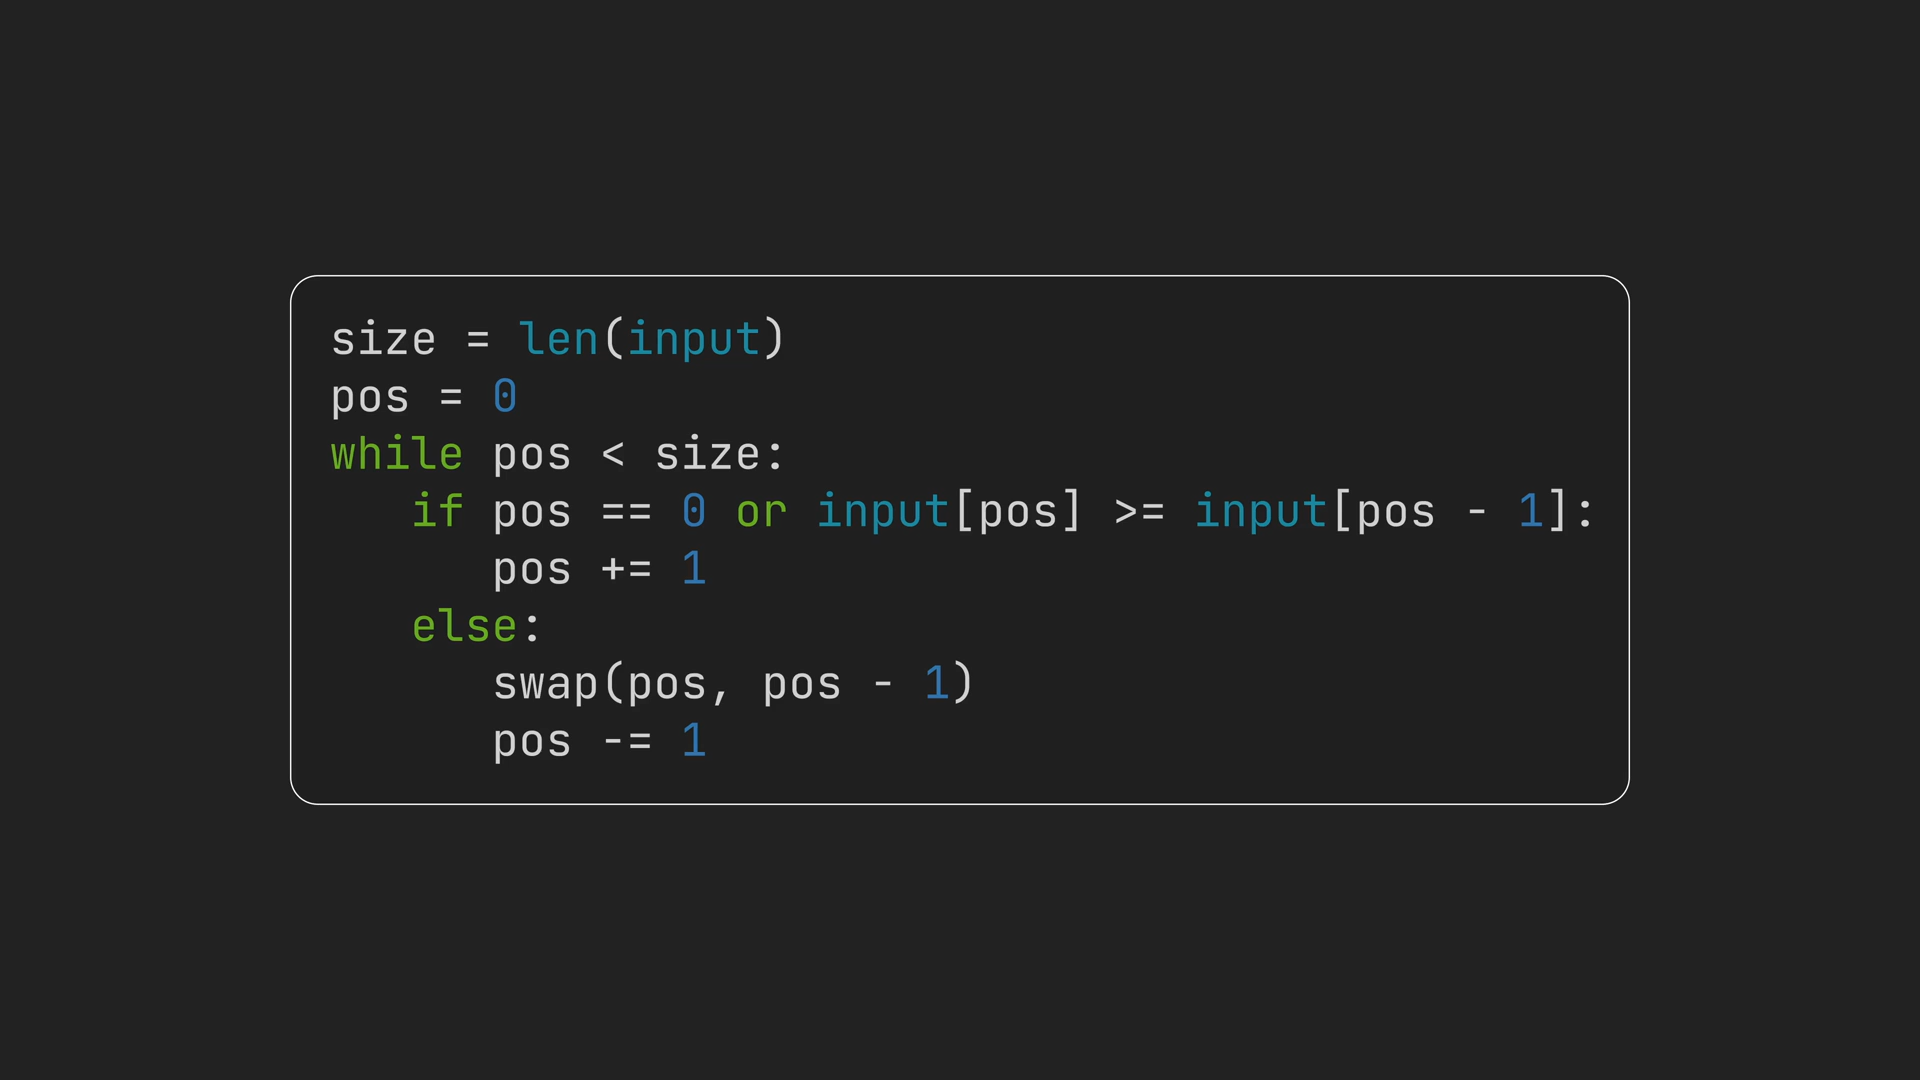 size = len(input)
pos = 0
while pos < size:
   if pos == 0 or input[pos] >= input[pos - 1]:
      pos += 1
   else:
      swap(pos, pos - 1)
      pos -= 1